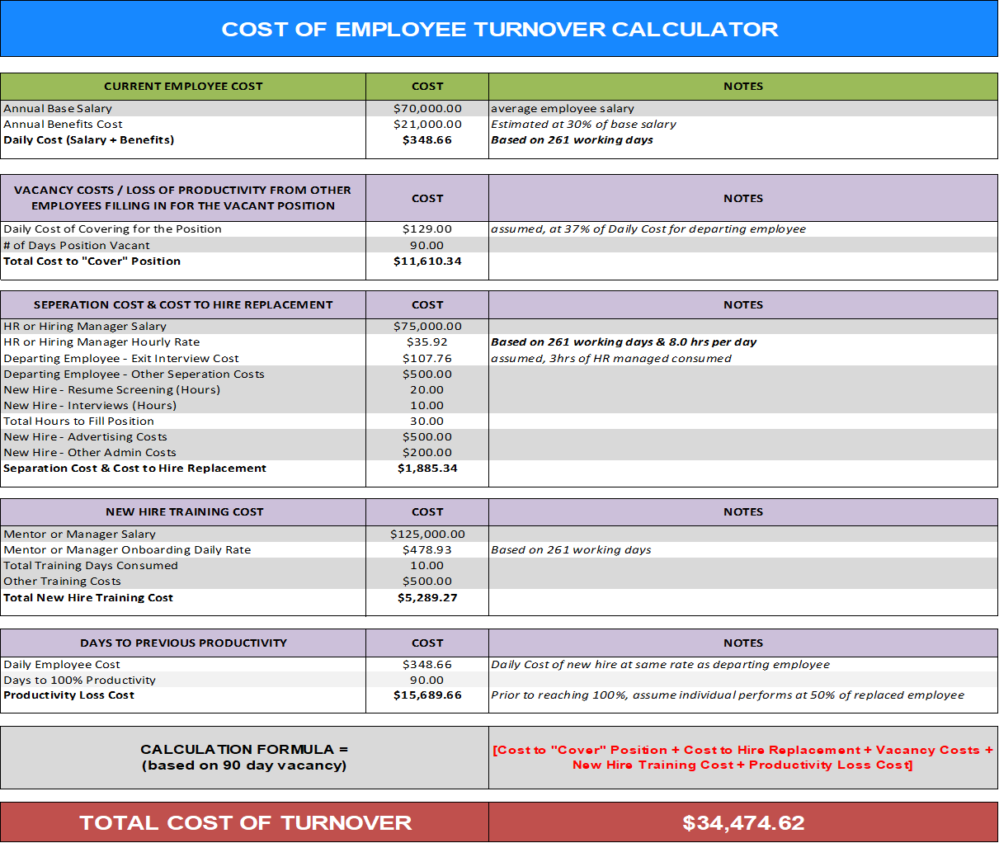 COST OF EMPLOYEE TURNOVER CALCULATOR
CURRENT EMPLOYEE COST COST NOTES
Annual Base Salary $70,000.00 average employee salary
Annual Benefits Cost $21,000.00 Estimated at 30% of base salary
Daily Cost (Salary + Benefits) $348.66 Based on 261 working days
VACANCY COSTS / LOSS OF PRODUCTIVITY FROM OTHER
EMPLOYEES FILLING IN FOR THE VACANT POSITION COST NOTES
Daily Cost of Covering for the Position $129.00 assumed, at 37% of Daily Cost for departing employee
# of Days Position Vacant 90.00
Total Cost to "Cover" Position $11,610.34
SEPERATION COST & COST TO HIRE REPLACEMENT COST NOTES
HR or Hiring Manager Salary $75,000.00
HR or Hiring Manager Hourly Rate $35.92 Based on 261 working days & 8.0 hrs per day
Departing Employee - Exit Interview Cost $107.76 assumed, 3hrs of HR managed consumed
Departing Employee - Other Seperation Costs $500.00
New Hire - Resume Screening (Hours) 20.00
New Hire - Interviews (Hours) 10.00
Total Hours to Fill Position 30.00
New Hire - Advertising Costs $500.00
New Hire - Other Admin Costs $200.00
Separation Cost & Cost to Hire Replacement $1,885.34
NEW HIRE TRAINING COST COST NOTES
Mentor or Manager Salary $125,000.00
Mentor or Manager Onboarding Daily Rate $478.93 Based on 261 working days
Total Training Days Consumed 10.00
Other Training Costs $500.00
Total New Hire Training Cost $5,289.27
DAYS TO PREVIOUS PRODUCTIVITY COST NOTES
Daily Employee Cost $348.66 Daily Cost of new hire at same rate as departing employee
Days to 100% Productivity 90.00
Productivity Loss Cost $15,689.66 Prior to reaching 100%, assume individual performs at 50% of replaced employee
CALCULATION FORMULA =
(based on 90 day vacancy)
[Cost to "Cover" Position + Cost to Hire Replacement + Vacancy Costs +
New Hire Training Cost + Productivity Loss Cost]
TOTAL COST OF TURNOVER $34,474.62